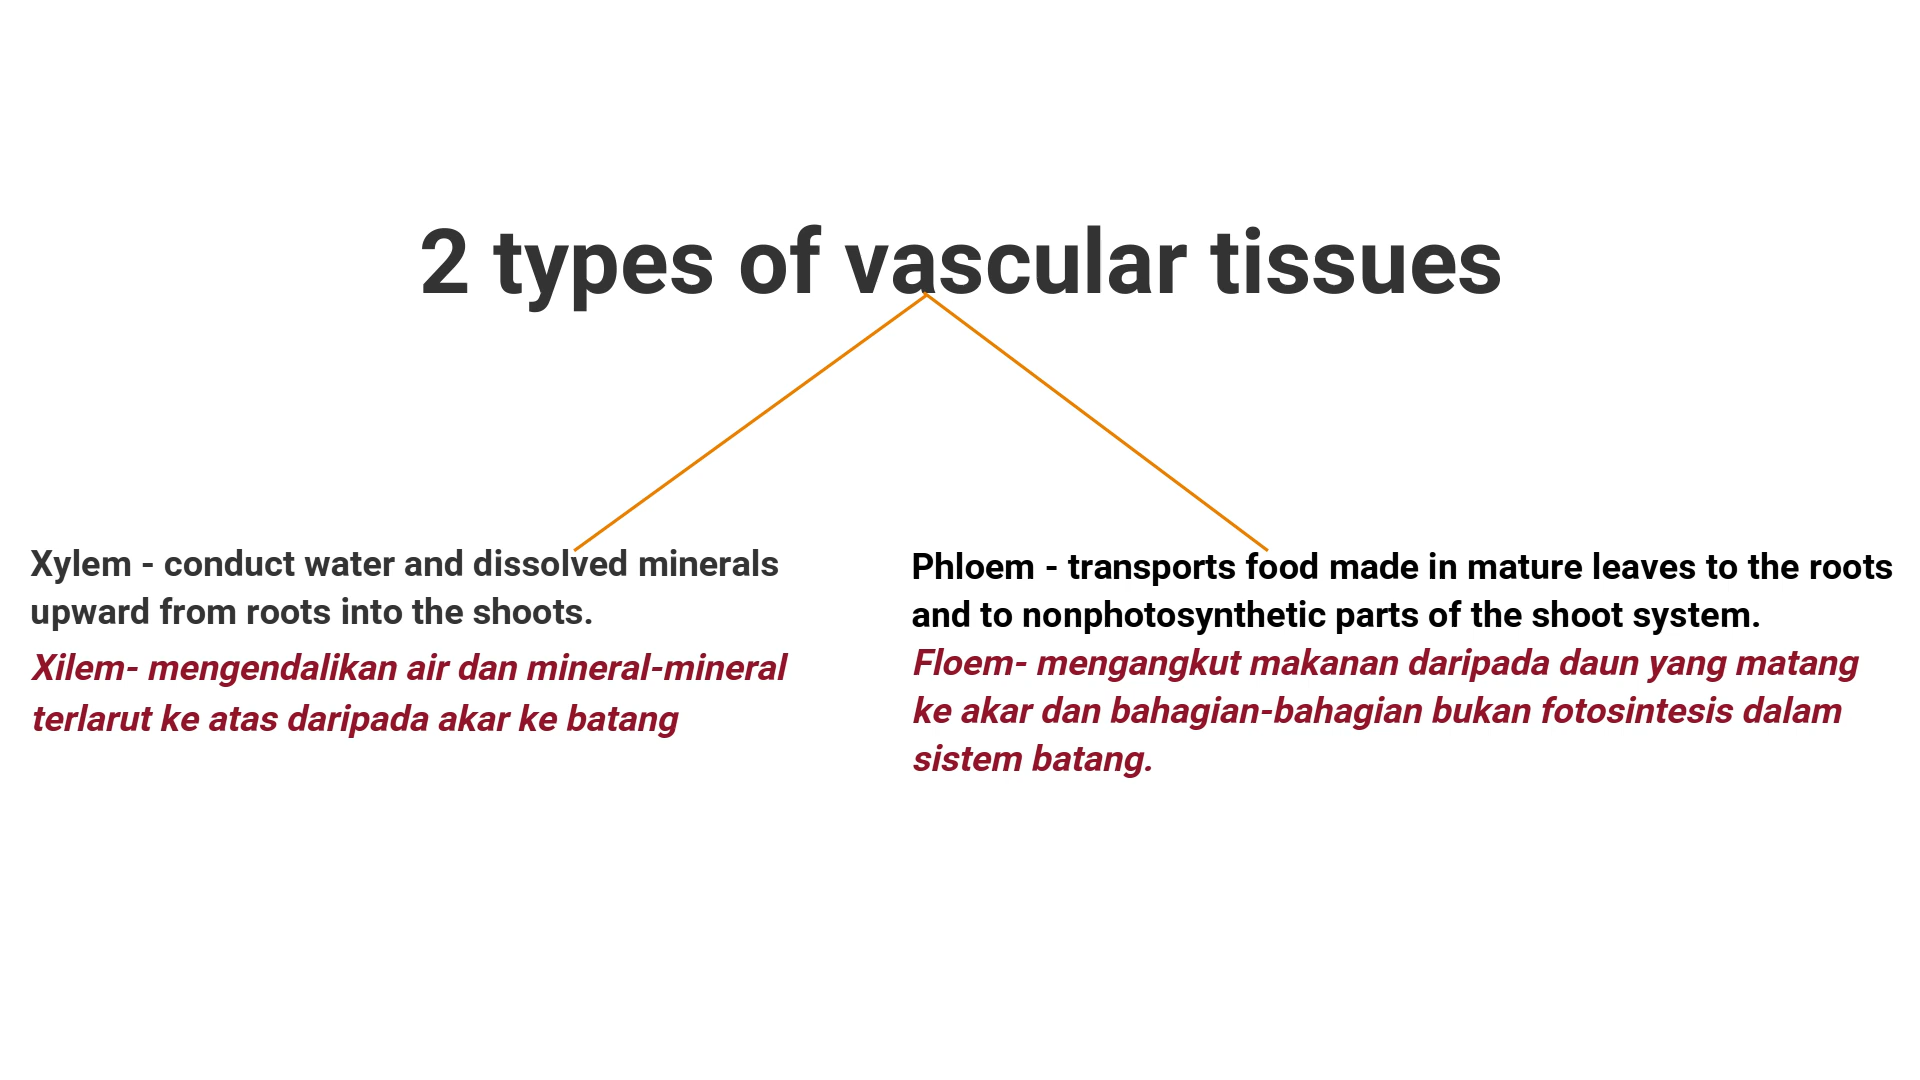 2 types of vascular tissues
Xylem - conduct water and dissolved minerals
upward from roots into the shoots.
Xilem- mengendalikan air dan mineral-mineral
terlarut ke atas daripada akar ke batang
Phloem - transports food made in mature leaves to the roots
and to nonphotosynthetic parts of the shoot system.
Floem- mengangkut makanan daripada daun yang matang
ke akar dan bahagian-bahagian bukan fotosintesis dalam
sistem batang.